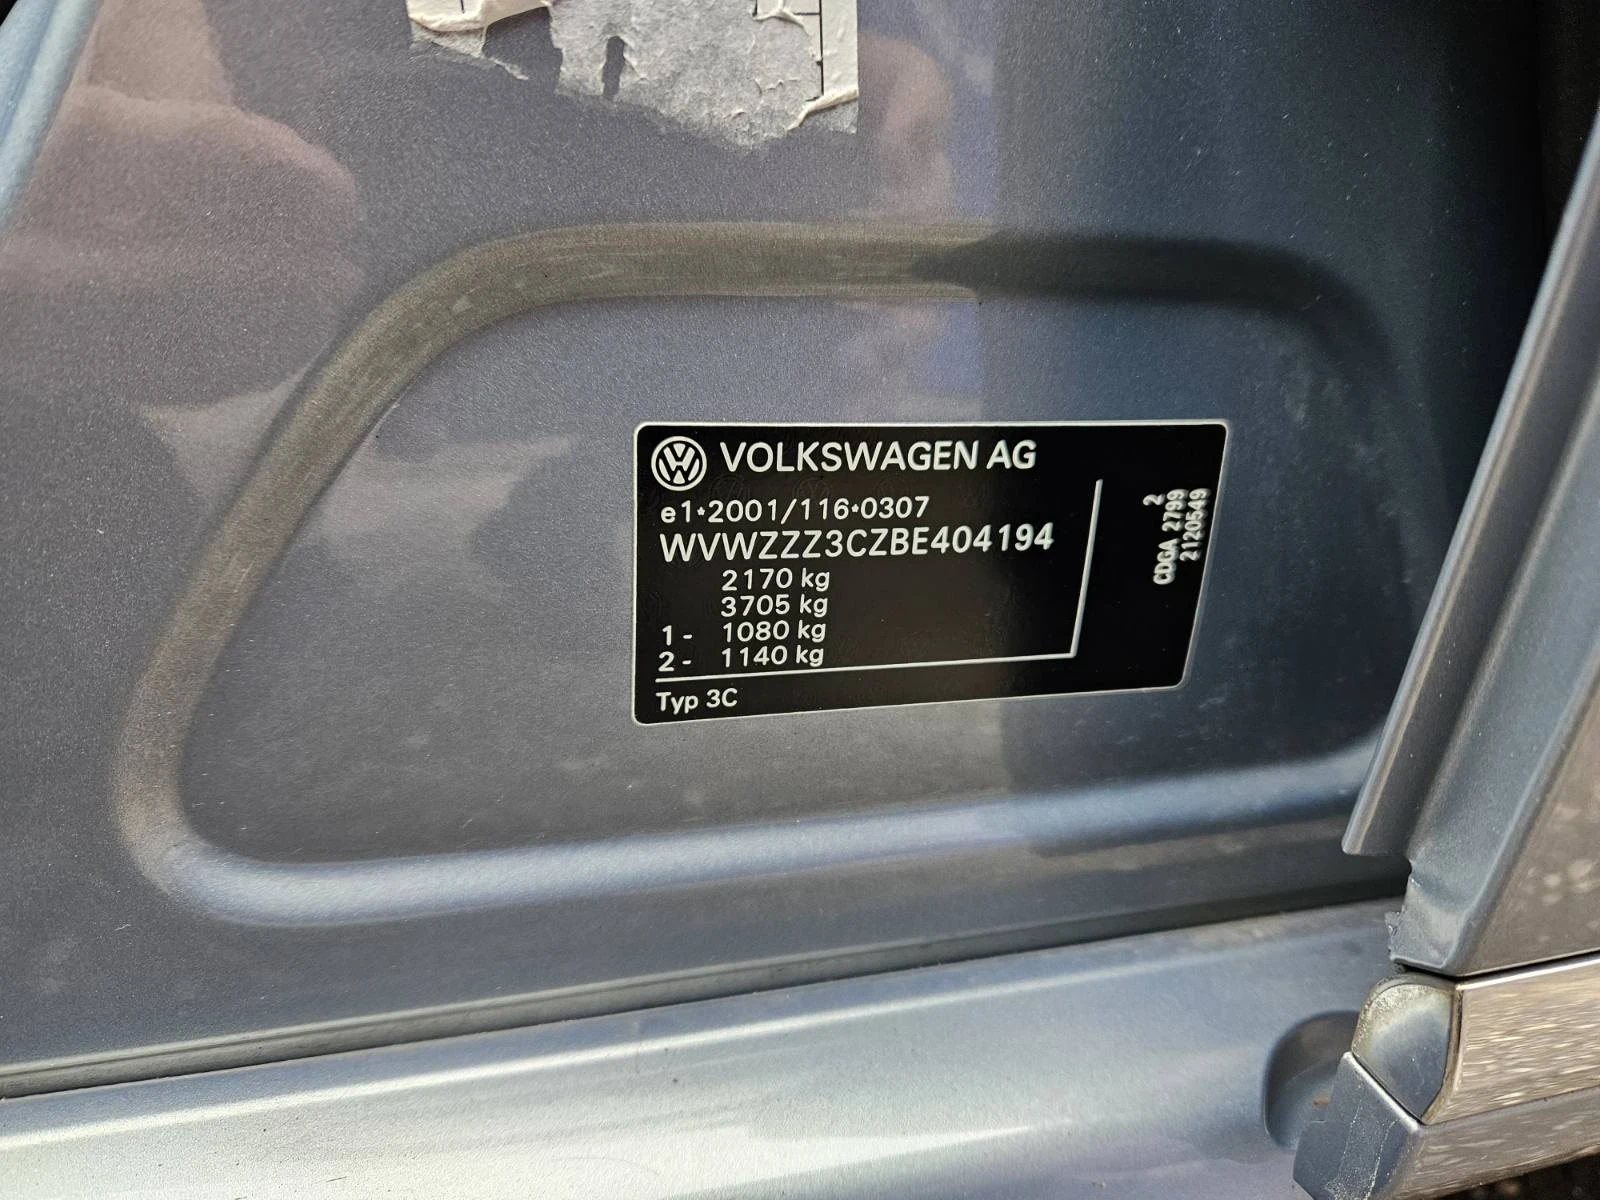 VOLKSWAGEN AG
e1*2001/116*0307
WVWZZZ3CZBE404194
2170 kg
3705 kg
1- 1080 kg
2- 1140 kg
Typ 3C
2
CDGA 2799
2120549